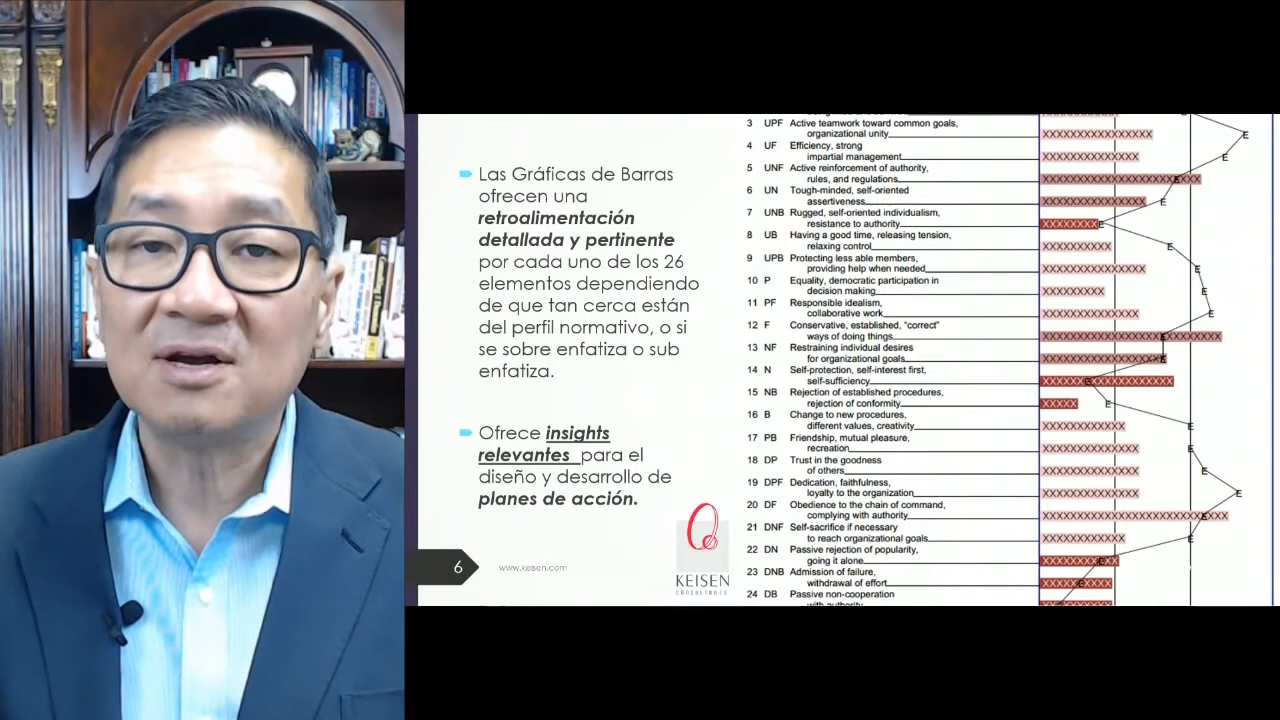 Las Gráficas de Barras
ofrecen una
retroalimentación
detallada y pertinente
por cada uno de los 26
elementos dependiendo
de que tan cerca están
del perfil normativo, o si
se sobre enfatiza o sub
enfatiza.
Ofrece insights
relevantes para el
diseño y desarrollo de
planes de acción.
6
www.keisen.com
KEISEN
CONSULTORES
3 UPF Active teamwork toward common goals,
organizational unity
4 UF Efficiency, strong
impartial management
5 UNF Active reinforcement of authority,
rules, and regulations
6 UN Tough-minded, self-oriented
assertiveness
7 UNB Rugged, self-oriented individualism,
resistance to authority
8 UB Having a good time, releasing tension,
relaxing control
9 UPB Protecting less able members,
providing help when needed
10 P Equality, democratic participation in
decision making
11 PF Responsible idealism,
collaborative work
12 F Conservative, established, "correct"
ways of doing things
13 NF Restraining individual desires
for organizational goals
14 N Self-protection, self-interest first,
self-sufficiency
15 NB Rejection of established procedures,
rejection of conformity
16 B Change to new procedures,
different values, creativity
17 PB Friendship, mutual pleasure,
recreation
18 DP Trust in the goodness
of others
19 DPF Dedication, faithfulness,
loyalty to the organization
20 DF Obedience to the chain of command,
complying with authority
21 DNF Self-sacrifice if necessary
to reach organizational goals
22 DN Passive rejection of popularity,
going it alone
23 DNB Admission of failure,
withdrawal of effort
24 DB Passive non-cooperation
with authority